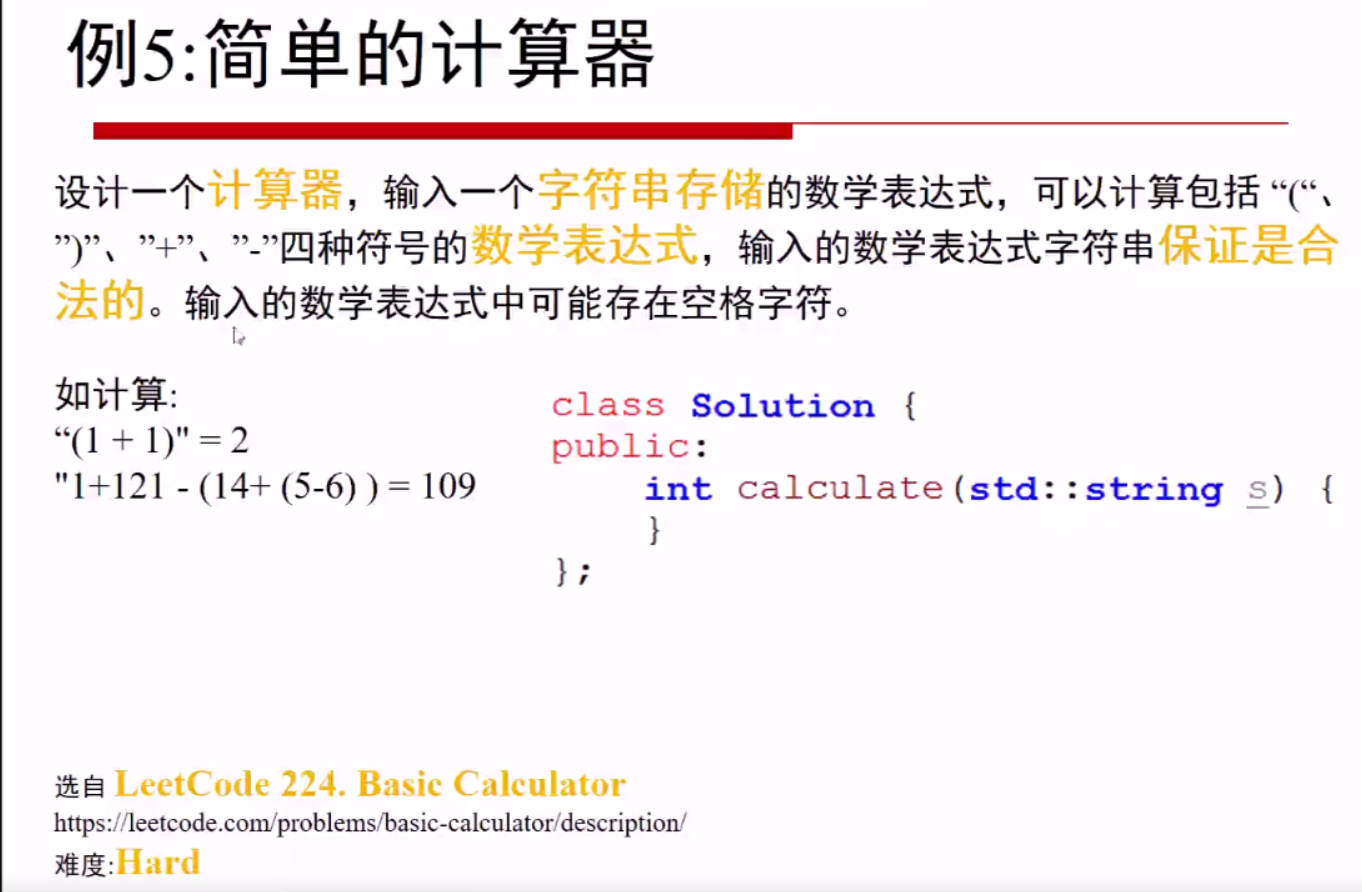 例5:简单的计算器
设计一个计算器，输入一个字符串存储的数学表达式，可以计算包括 “(“、
”)”、”+”、”-”四种符号的数学表达式，输入的数学表达式字符串保证是合
法的。输入的数学表达式中可能存在空格字符。
如计算:
“(1 + 1)" = 2
"1+121 - (14+ (5-6) ) = 109
class Solution {
public:
    int calculate(std::string s) {
    }
};
选自 LeetCode 224. Basic Calculator
https://leetcode.com/problems/basic-calculator/description/
难度:Hard